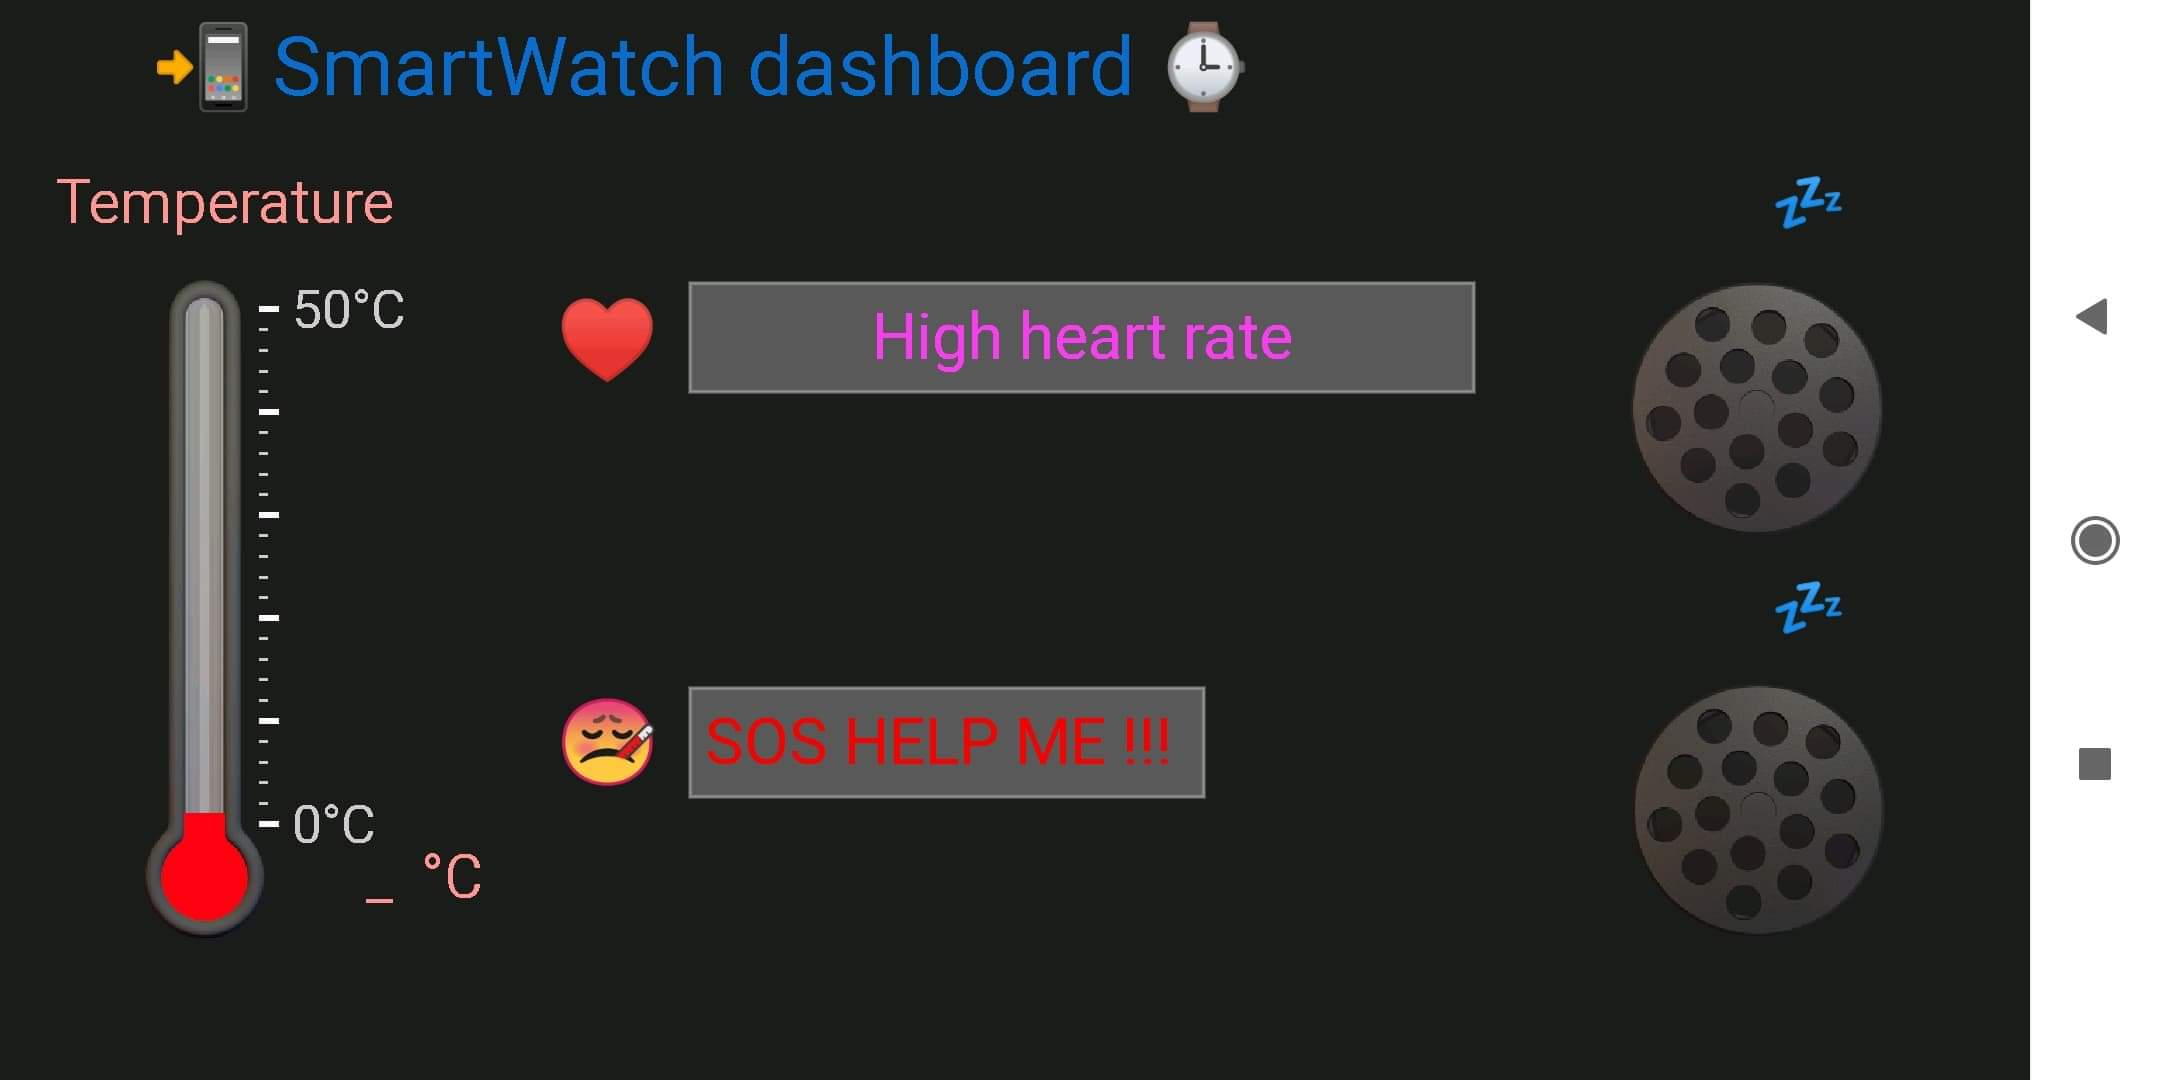 SmartWatch dashboard
Temperature
50°C
High heart rate
SOS HELP ME !!!
0°C
_ °C